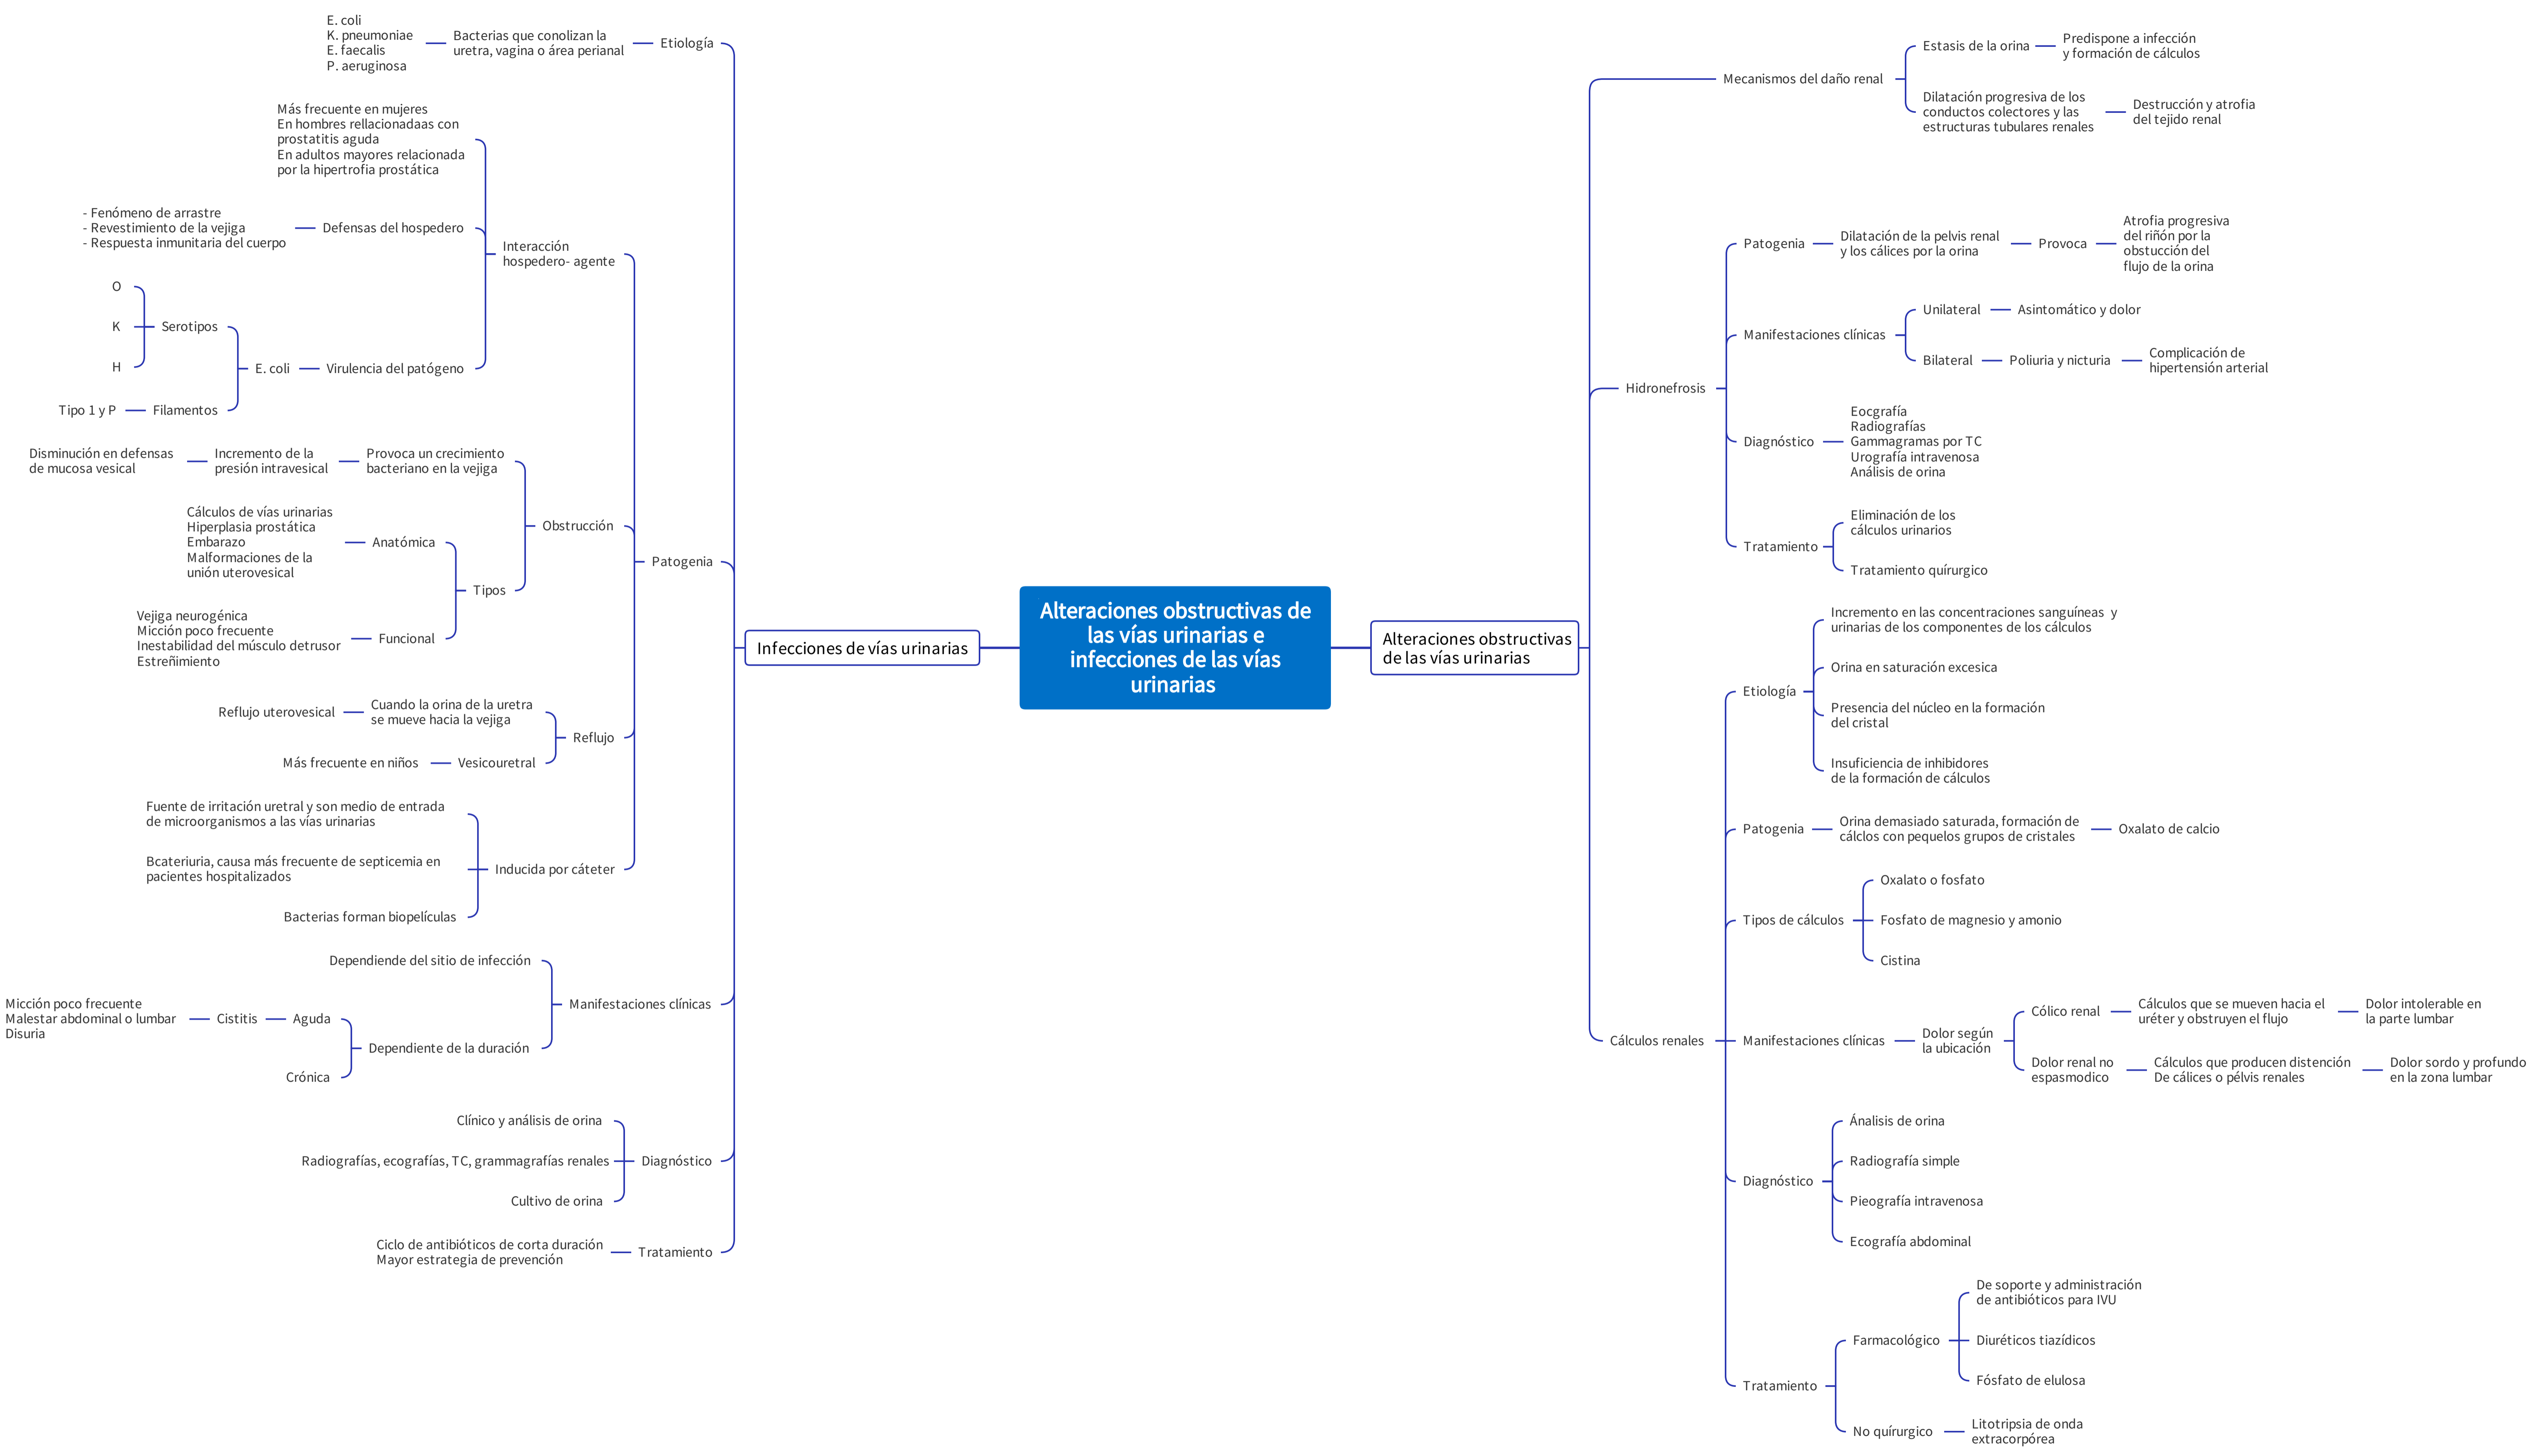 Alteraciones obstructivas de
las vías urinarias e
infecciones de las vías
urinarias
Infecciones de vías urinarias
Etiología
Bacterias que conolizan la
uretra, vagina o área perianal
E. coli
K. pneumoniae
E. faecalis
P. aeruginosa
Patogenia
Interacción
hospedero- agente
Más frecuente en mujeres
En hombres rellacionadaas con
prostatitis aguda
En adultos mayores relacionada
por la hipertrofia prostática
Defensas del hospedero
- Fenómeno de arrastre
- Revestimiento de la vejiga
- Respuesta inmunitaria del cuerpo
Virulencia del patógeno
E. coli
Serotipos
O
K
H
Filamentos
Tipo 1 y P
Obstrucción
Provoca un crecimiento
bacteriano en la vejiga
Incremento de la
presión intravesical
Disminución en defensas
de mucosa vesical
Tipos
Anatómica
Cálculos de vías urinarias
Hiperplasia prostática
Embarazo
Malformaciones de la
unión uterovesical
Funcional
Vejiga neurogénica
Micción poco frecuente
Inestabilidad del músculo detrusor
Estreñimiento
Reflujo
Cuando la orina de la uretra
se mueve hacia la vejiga
Reflujo uterovesical
Vesicouretral
Más frecuente en niños
Inducida por cáteter
Fuente de irritación uretral y son medio de entrada
de microorganismos a las vías urinarias
Bcateriuria, causa más frecuente de septicemia en
pacientes hospitalizados
Bacterias forman biopelículas
Manifestaciones clínicas
Dependiende del sitio de infección
Dependiente de la duración
Aguda
Cistitis
Micción poco frecuente
Malestar abdominal o lumbar
Disuria
Crónica
Diagnóstico
Clínico y análisis de orina
Radiografías, ecografías, TC, grammagrafías renales
Cultivo de orina
Tratamiento
Ciclo de antibióticos de corta duración
Mayor estrategia de prevención
Alteraciones obstructivas
de las vías urinarias
Mecanismos del daño renal
Estasis de la orina
Predispone a infección
y formación de cálculos
Dilatación progresiva de los
conductos colectores y las
estructuras tubulares renales
Destrucción y atrofia
del tejido renal
Hidronefrosis
Patogenia
Dilatación de la pelvis renal
y los cálices por la orina
Provoca
Atrofia progresiva
del riñón por la
obstucción del
flujo de la orina
Manifestaciones clínicas
Unilateral
Asintomático y dolor
Bilateral
Poliuria y nicturia
Complicación de
hipertensión arterial
Diagnóstico
Eocgrafía
Radiografías
Gammagramas por TC
Urografía intravenosa
Análisis de orina
Tratamiento
Eliminación de los
cálculos urinarios
Tratamiento quírurgico
Cálculos renales
Etiología
Incremento en las concentraciones sanguíneas y
urinarias de los componentes de los cálculos
Orina en saturación excesica
Presencia del núcleo en la formación
del cristal
Insuficiencia de inhibidores
de la formación de cálculos
Patogenia
Orina demasiado saturada, formación de
cálclos con pequelos grupos de cristales
Oxalato de calcio
Tipos de cálculos
Oxalato o fosfato
Fosfato de magnesio y amonio
Cistina
Manifestaciones clínicas
Dolor según
la ubicación
Cólico renal
Cálculos que se mueven hacia el
uréter y obstruyen el flujo
Dolor intolerable en
la parte lumbar
Dolor renal no
espasmodico
Cálculos que producen distención
De cálices o pélvis renales
Dolor sordo y profundo
en la zona lumbar
Diagnóstico
Ánalisis de orina
Radiografía simple
Pieografía intravenosa
Ecografía abdominal
Tratamiento
Farmacológico
De soporte y administración
de antibióticos para IVU
Diuréticos tiazídicos
Fósfato de elulosa
No quírurgico
Litotripsia de onda
extracorpórea